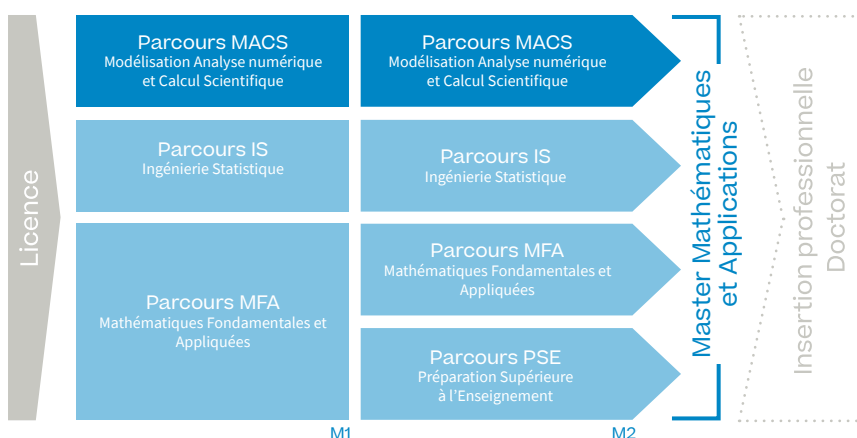 Licence
Parcours MACS
Modélisation Analyse numérique
et Calcul Scientifique
Parcours IS
Ingénierie Statistique
Parcours MFA
Mathématiques Fondamentales et
Appliquées
M1
Parcours MACS
Modélisation Analyse numérique
et Calcul Scientifique
Parcours IS
Ingénierie Statistique
Parcours MFA
Mathématiques Fondamentales et
Appliquées
Parcours PSE
Préparation Supérieure
à l'Enseignement
M2
Master Mathématiques
et Applications
Insertion professionnelle
Doctorat